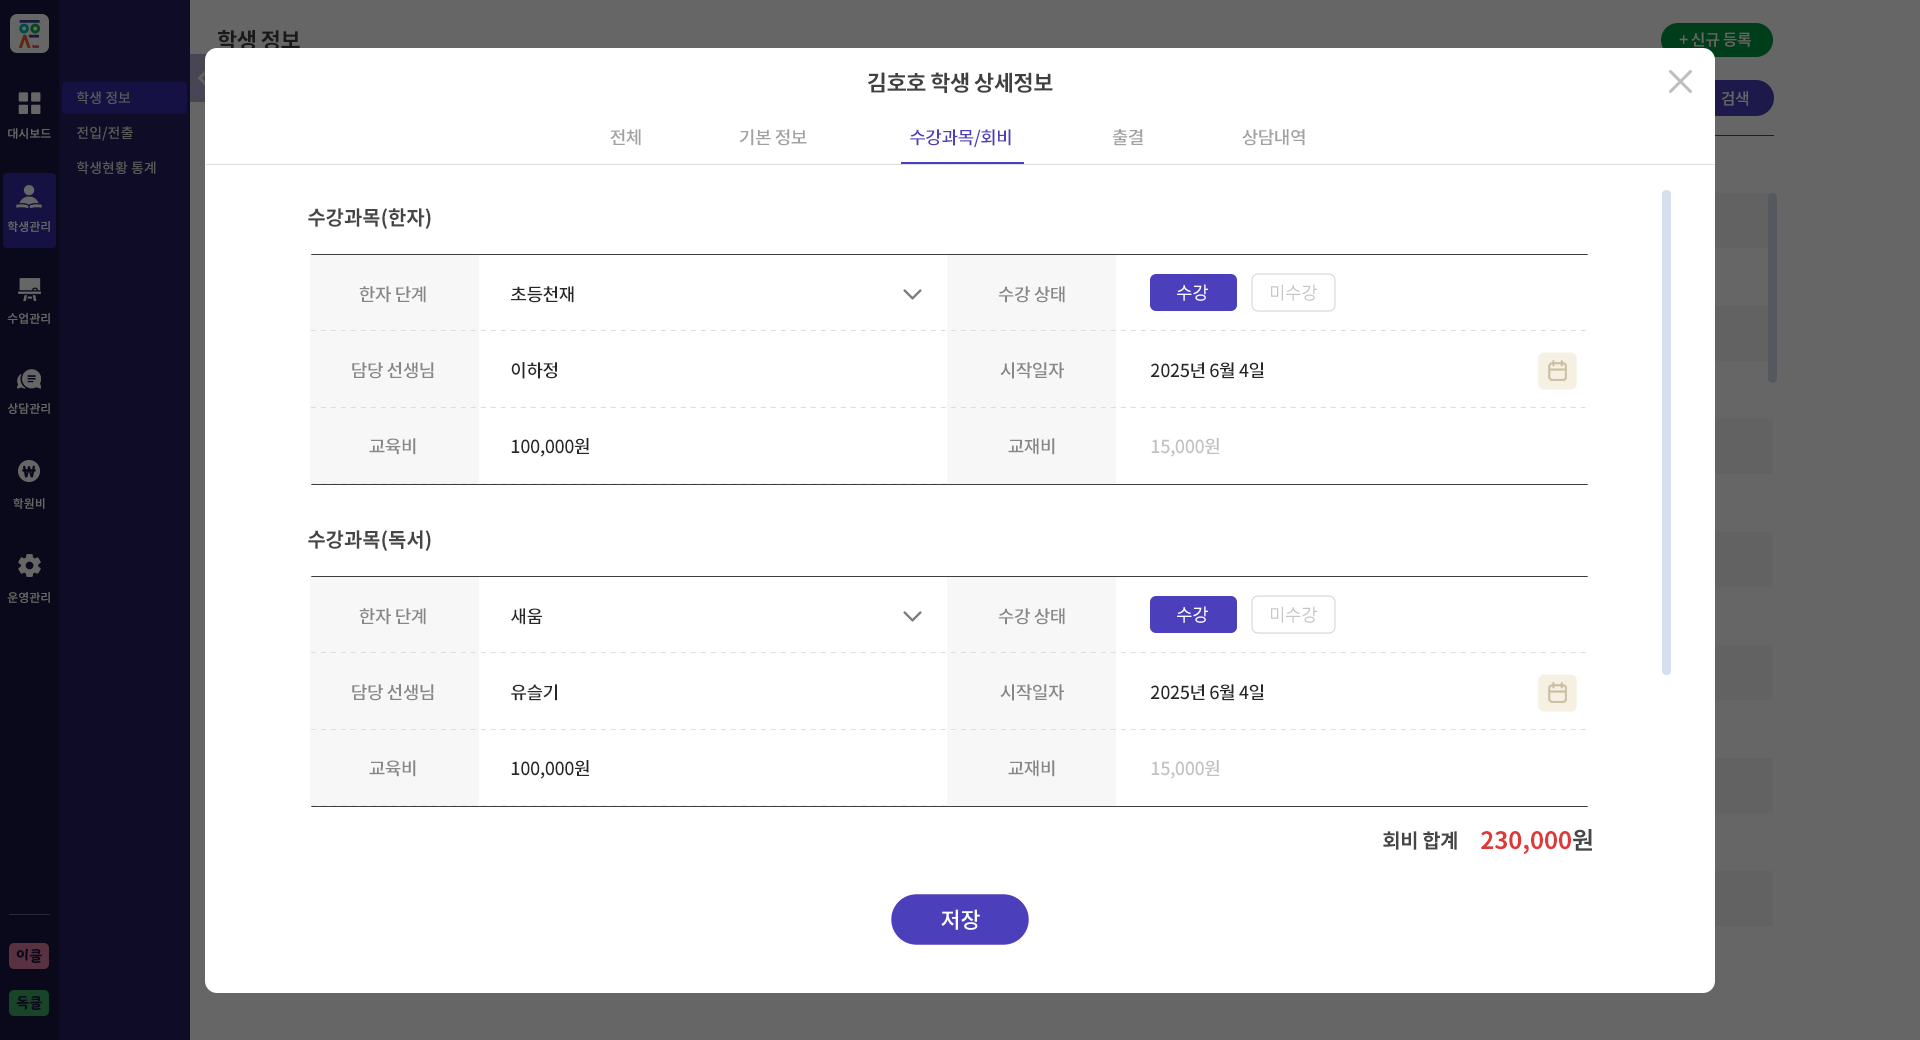 학생 정보
+ 신규 등록
검색
대시보드
학생관리
수업관리
상담관리
학원비
운영관리
이클
독클
학생 정보
전입/전출
학생현황 통계
김호호 학생 상세정보
전체 기본 정보 수강과목/회비 출결 상담내역
수강과목(한자)
한자 단계 초등천재 수강 상태 수강 미수강
담당 선생님 이하정 시작일자 2025년 6월 4일
교육비 100,000원 교재비 15,000원
수강과목(독서)
한자 단계 새움 수강 상태 수강 미수강
담당 선생님 유슬기 시작일자 2025년 6월 4일
교육비 100,000원 교재비 15,000원
회비 합계 230,000원
저장